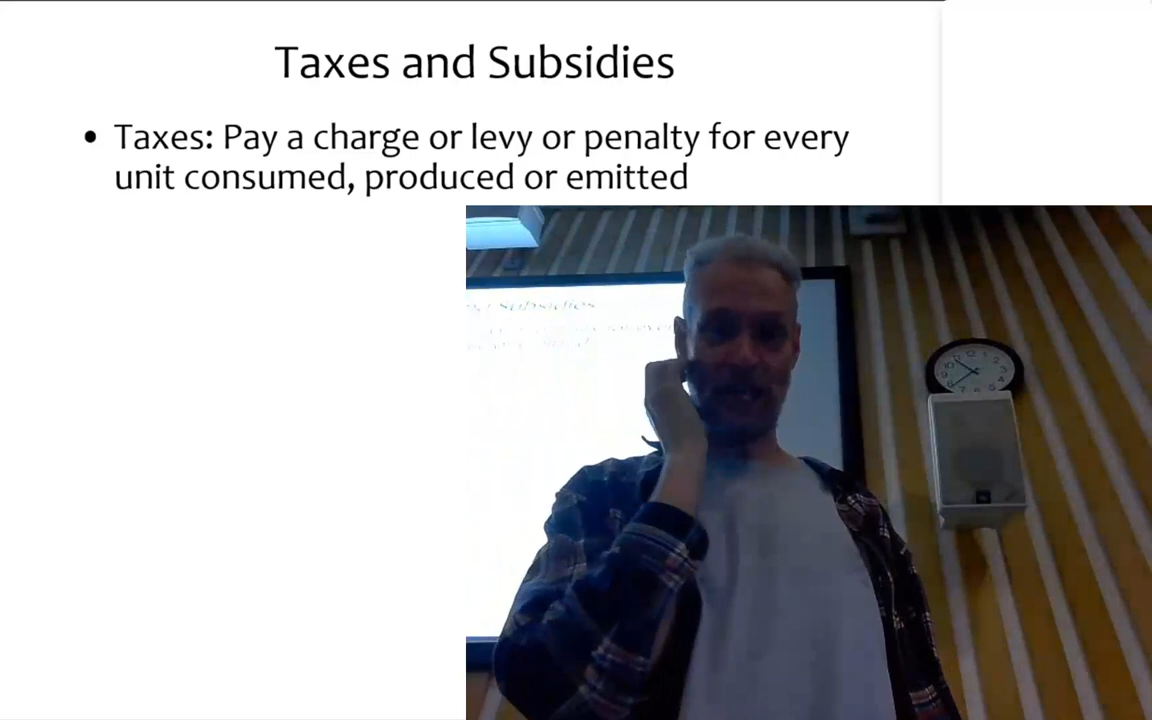 Taxes and Subsidies
• Taxes: Pay a charge or levy or penalty for every
unit consumed, produced or emitted